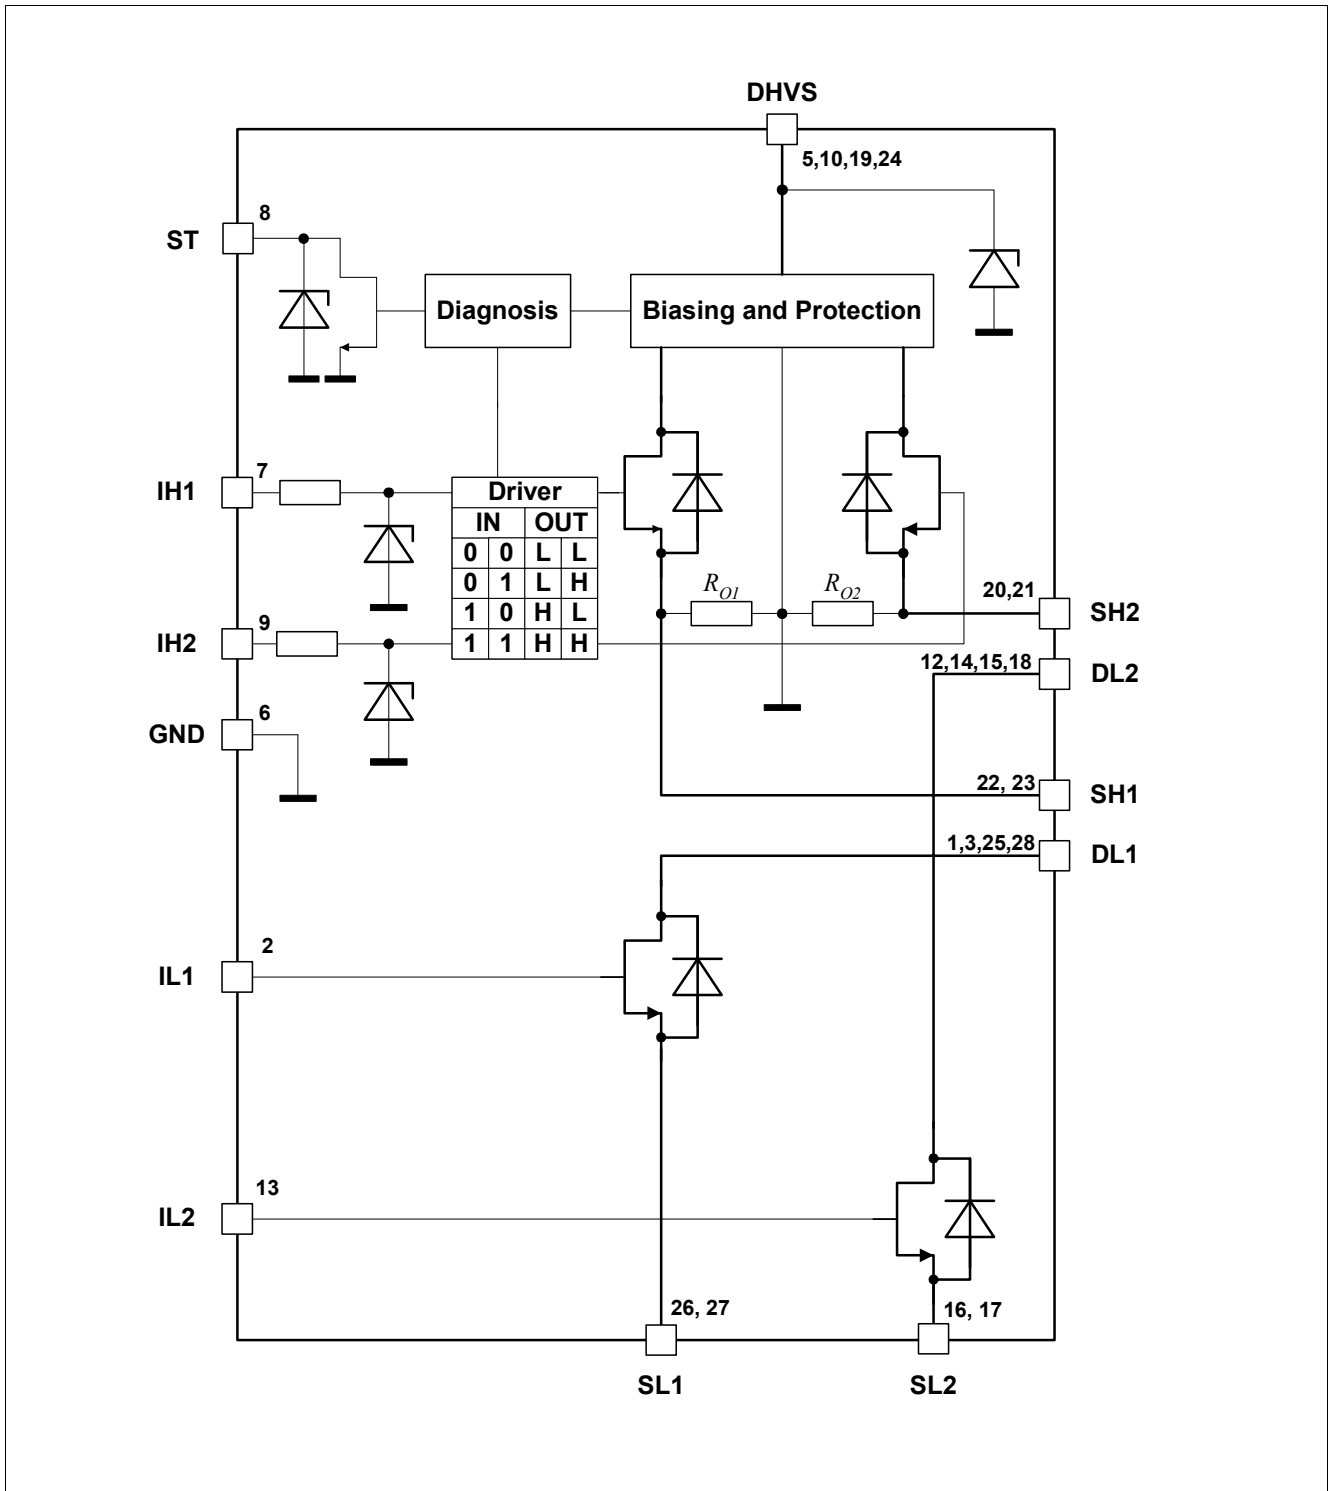 DHVS
5,10,19,24
8
ST
Diagnosis
Biasing and Protection
7
IH1
Driver
IN OUT
0 0 L L
0 1 L H
1 0 H L
1 1 H H
RO1
RO2
20,21
SH2
9
IH2
12,14,15,18
DL2
6
GND
22, 23
SH1
1,3,25,28
DL1
2
IL1
13
IL2
26, 27
16, 17
SL1
SL2